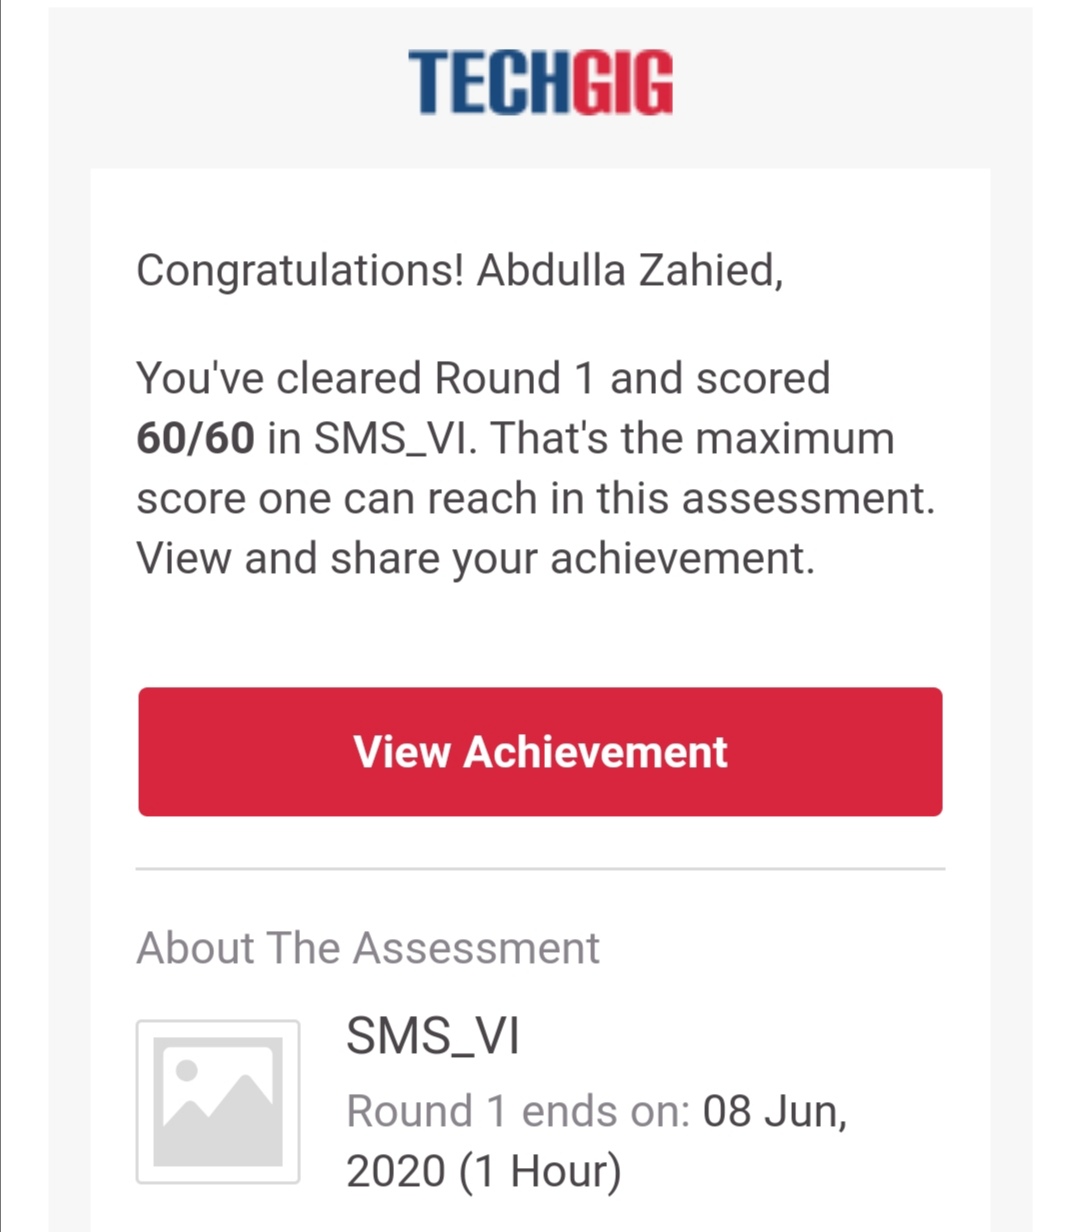 TECHGIG
Congratulations! Abdulla Zahied,
You've cleared Round 1 and scored
60/60 in SMS_VI. That's the maximum
score one can reach in this assessment.
View and share your achievement.
View Achievement
About The Assessment
SMS_VI
Round 1 ends on: 08 Jun,
2020 (1 Hour)